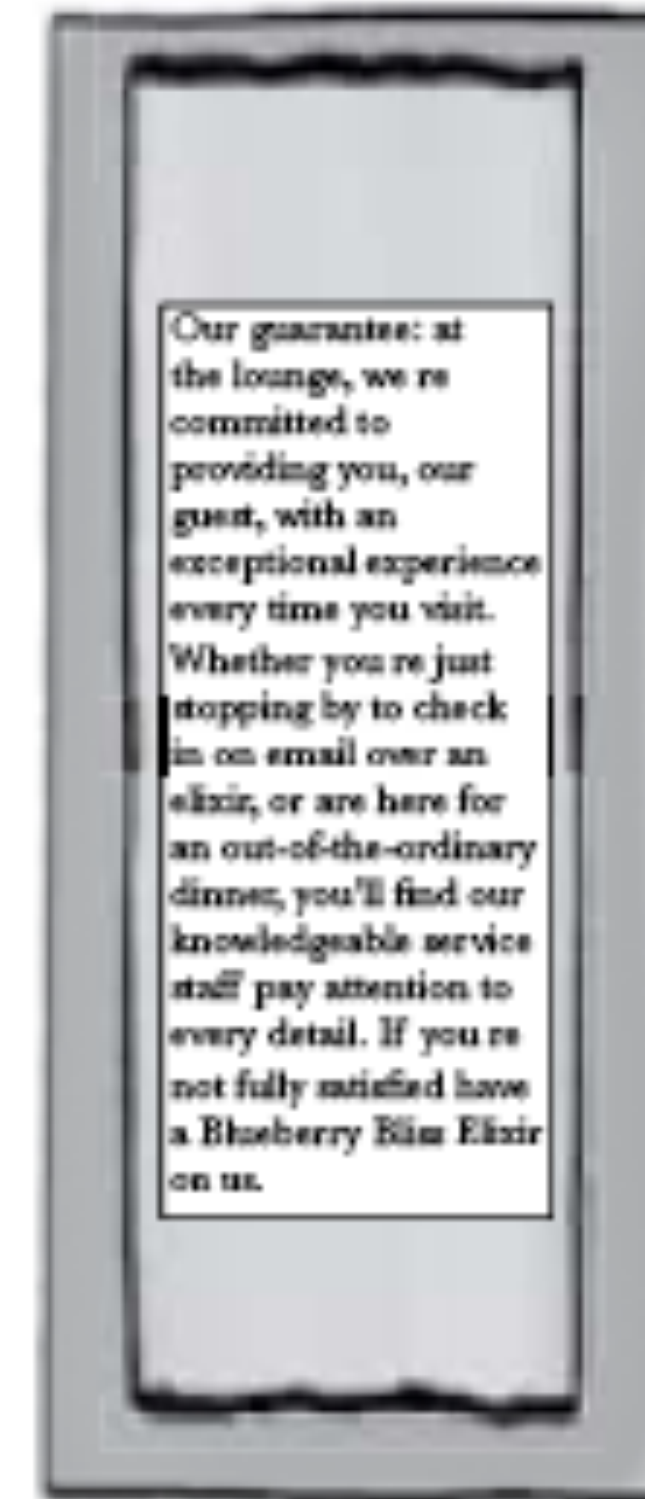 Our guarantee: at
the lounge, we re
committed to
providing you, our
guest, with an
exceptional experience
every time you visit.
Whether you re just
stopping by to check
in on email over an
elixir, or are here for
an out-of-the-ordinary
dinner, you'll find our
knowledgeable service
staff pay attention to
every detail. If you re
not fully satisfied have
a Blueberry Bliss Elixir
on us.